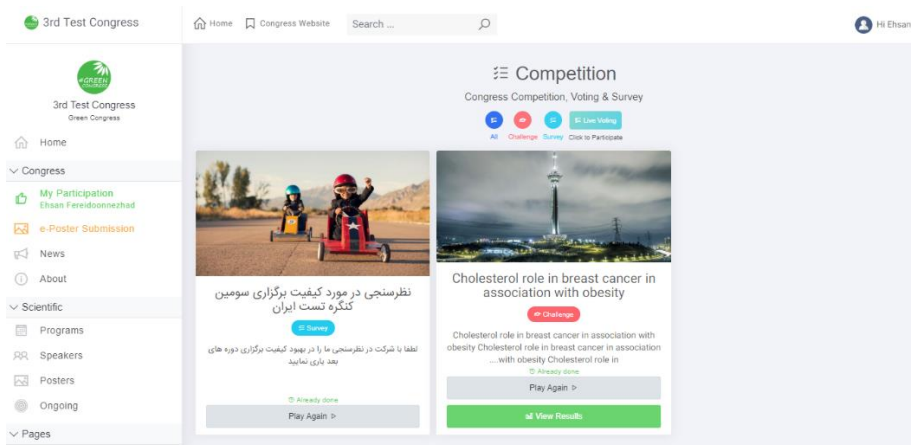 3rd Test Congress
Home
Congress Website
Search ...
Hi Ehsan
#GREEN
CONGRESS
3rd Test Congress
Green Congress
Home
Congress
My Participation
Ehsan Fereidoonnezhad
e-Poster Submission
News
About
Scientific
Programs
Speakers
Posters
Ongoing
Pages
Competition
Congress Competition, Voting & Survey
Live Voting
All
Challenge
Survey
Click to Participate
نظرسنجی در مورد کیفیت برگزاری سومین
کنگره تست ایران
Survey
لطفا با شرکت در نظرسنجی ما را در بهبود کیفیت برگزاری دوره های
بعد یاری نمایید
Already done
Play Again
Cholesterol role in breast cancer in
association with obesity
Challenge
Cholesterol role in breast cancer in association with
obesity Cholesterol role in breast cancer in association
....with obesity Cholesterol role in
Already done
Play Again
View Results